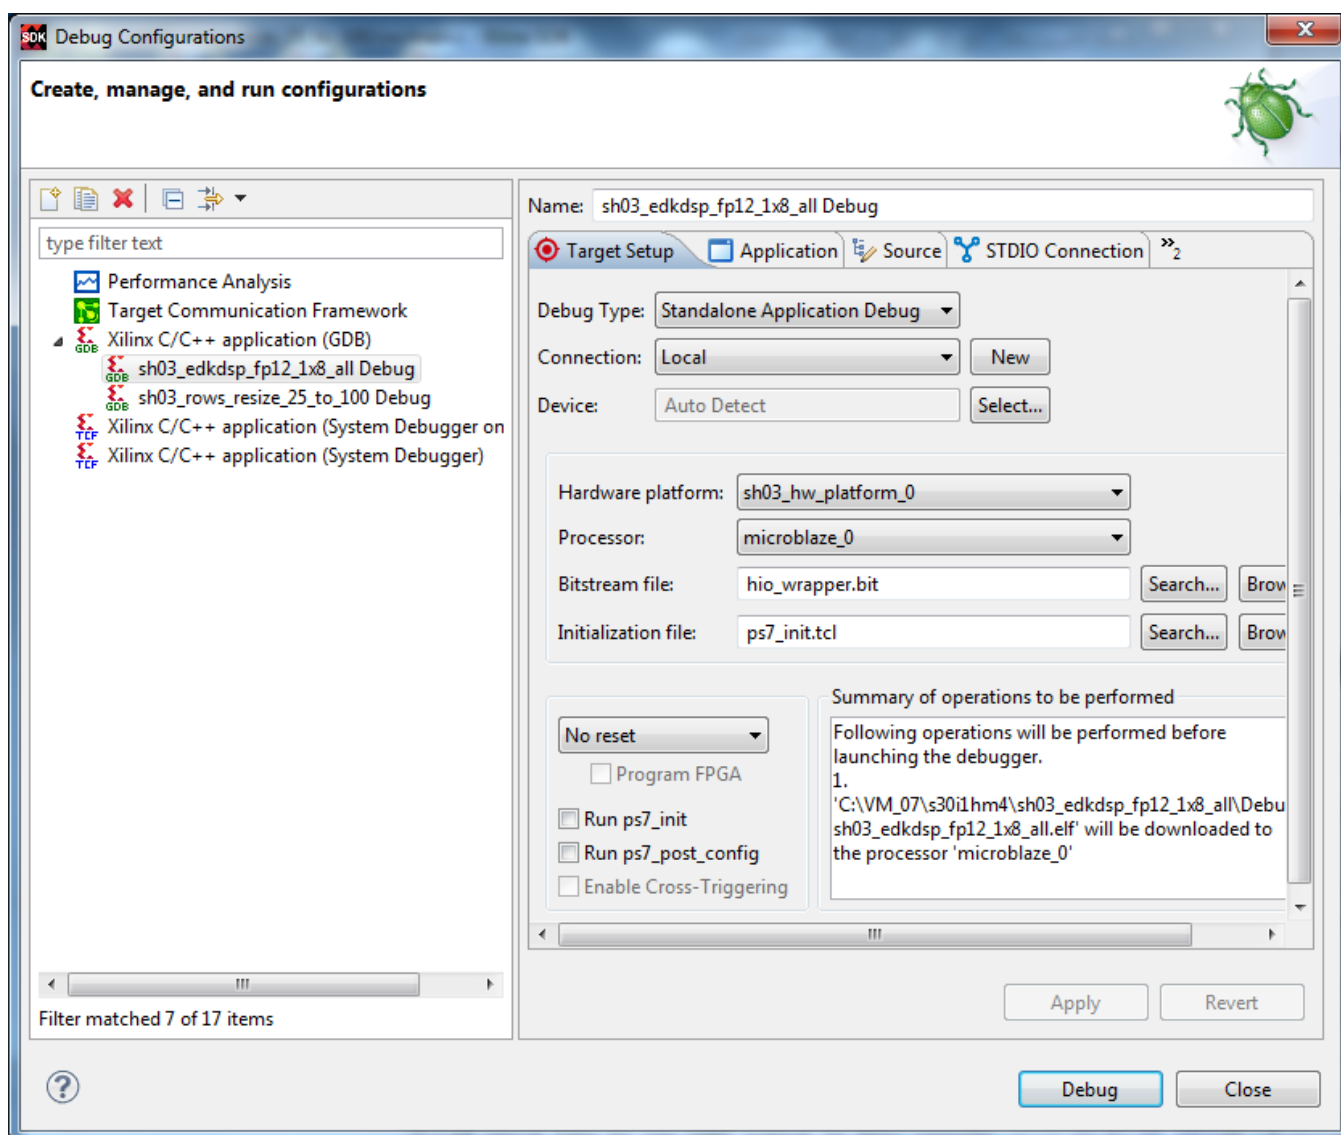 SDK Debug Configurations
X
Create, manage, and run configurations
type filter text
Performance Analysis
Target Communication Framework
GDB Xilinx C/C++ application (GDB)
GDB sh03_edkdsp_fp12_1x8_all Debug
GDB sh03_rows_resize_25_to_100 Debug
TCF Xilinx C/C++ application (System Debugger on
TCF Xilinx C/C++ application (System Debugger)
Filter matched 7 of 17 items
Name: sh03_edkdsp_fp12_1x8_all Debug
Target Setup Application Source STDIO Connection »2
Debug Type: Standalone Application Debug
Connection: Local New
Device: Auto Detect Select...
Hardware platform: sh03_hw_platform_0
Processor: microblaze_0
Bitstream file: hio_wrapper.bit Search... Brow
Initialization file: ps7_init.tcl Search... Brow
No reset
Program FPGA
Run ps7_init
Run ps7_post_config
Enable Cross-Triggering
Summary of operations to be performed
Following operations will be performed before
launching the debugger.
1.
'C:\VM_07\s30i1hm4\sh03_edkdsp_fp12_1x8_all\Debu
sh03_edkdsp_fp12_1x8_all.elf' will be downloaded to
the processor 'microblaze_0'
Apply Revert
? Debug Close